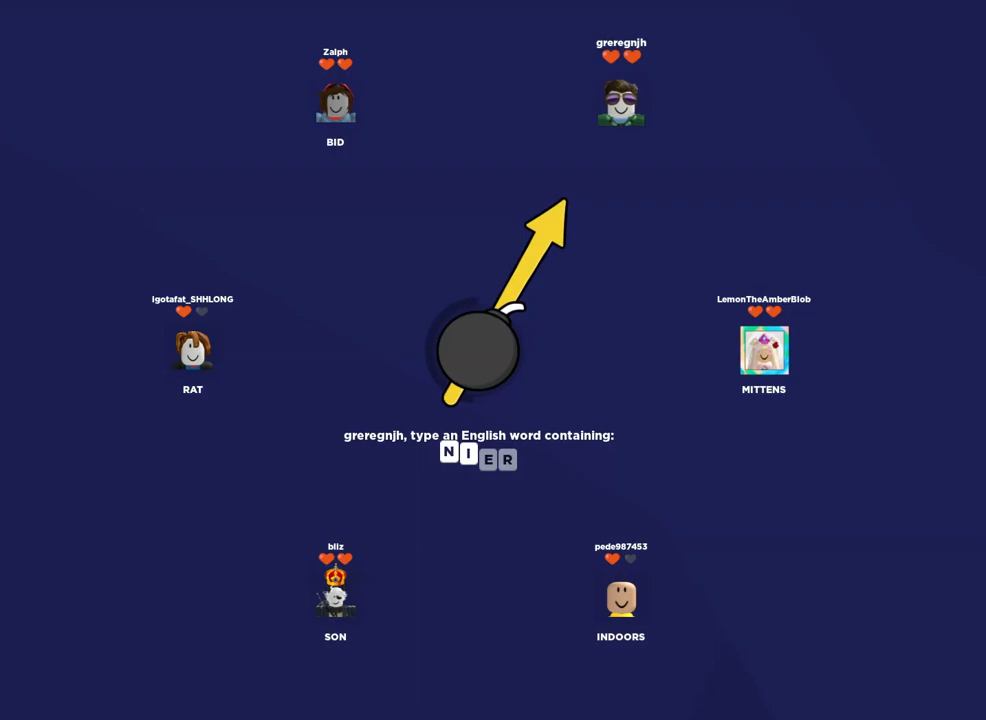 Zalph
greregnjh
BID
Igotafat_SHHLONG
LemonTheAmberBlob
RAT
MITTENS
greregnjh, type an English word containing:
NIER
bliz
pede987453
SON
INDOORS